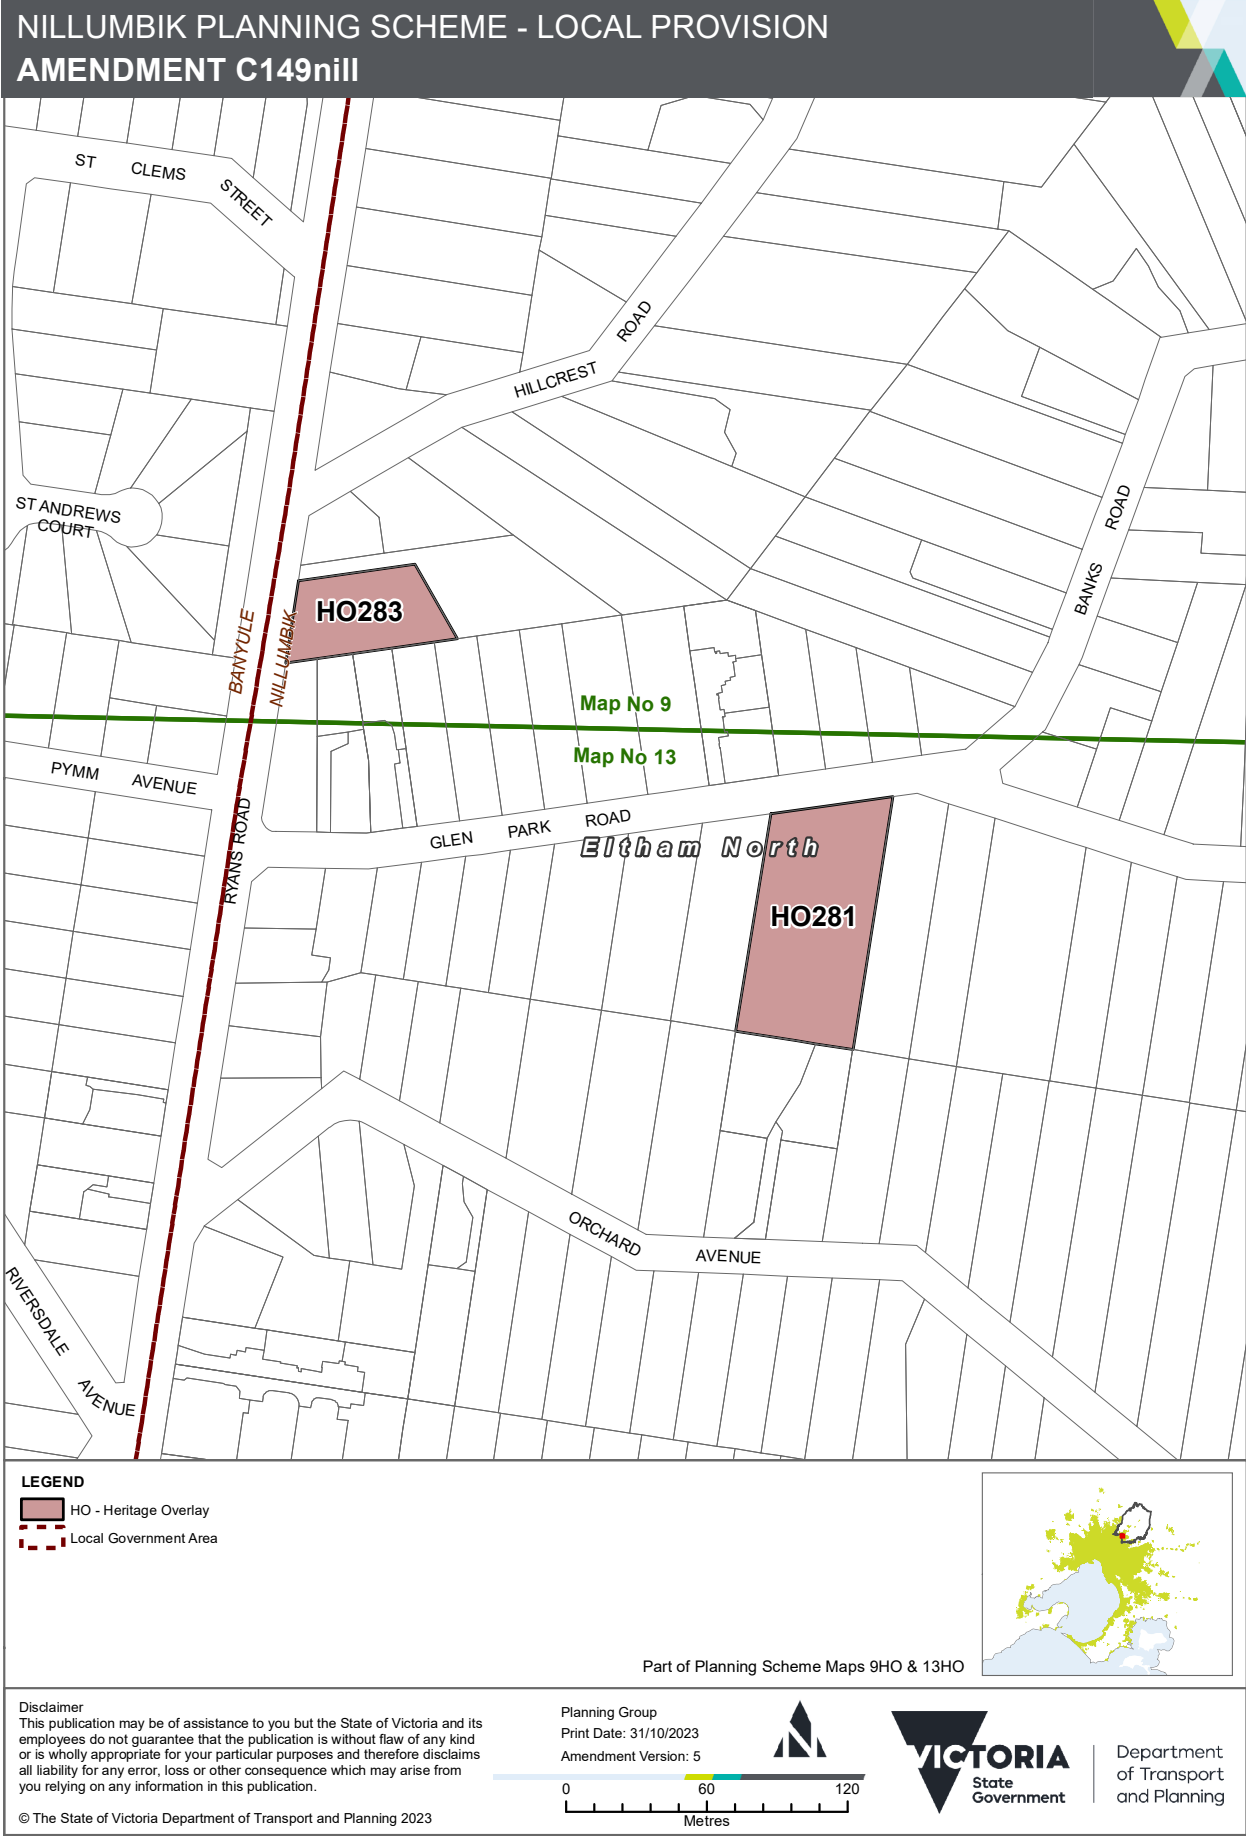 NILLUMBIK PLANNING SCHEME - LOCAL PROVISION
AMENDMENT C149nill
ST CLEMS STREET
HILLCREST ROAD
ST ANDREWS
COURT
BANKS ROAD
HO283
BANYULE
NILLUMBIK
Map No 9
Map No 13
PYMM AVENUE
RYANS ROAD
GLEN PARK ROAD
Eltham North
HO281
ORCHARD AVENUE
RIVERSDALE AVENUE
LEGEND
HO - Heritage Overlay
Local Government Area
Part of Planning Scheme Maps 9HO & 13HO
Disclaimer
This publication may be of assistance to you but the State of Victoria and its
employees do not guarantee that the publication is without flaw of any kind
or is wholly appropriate for your particular purposes and therefore disclaims
all liability for any error, loss or other consequence which may arise from
you relying on any information in this publication.
© The State of Victoria Department of Transport and Planning 2023
Planning Group
Print Date: 31/10/2023
Amendment Version: 5
N
0 60 120
Metres
VICTORIA
State
Government
Department
of Transport
and Planning